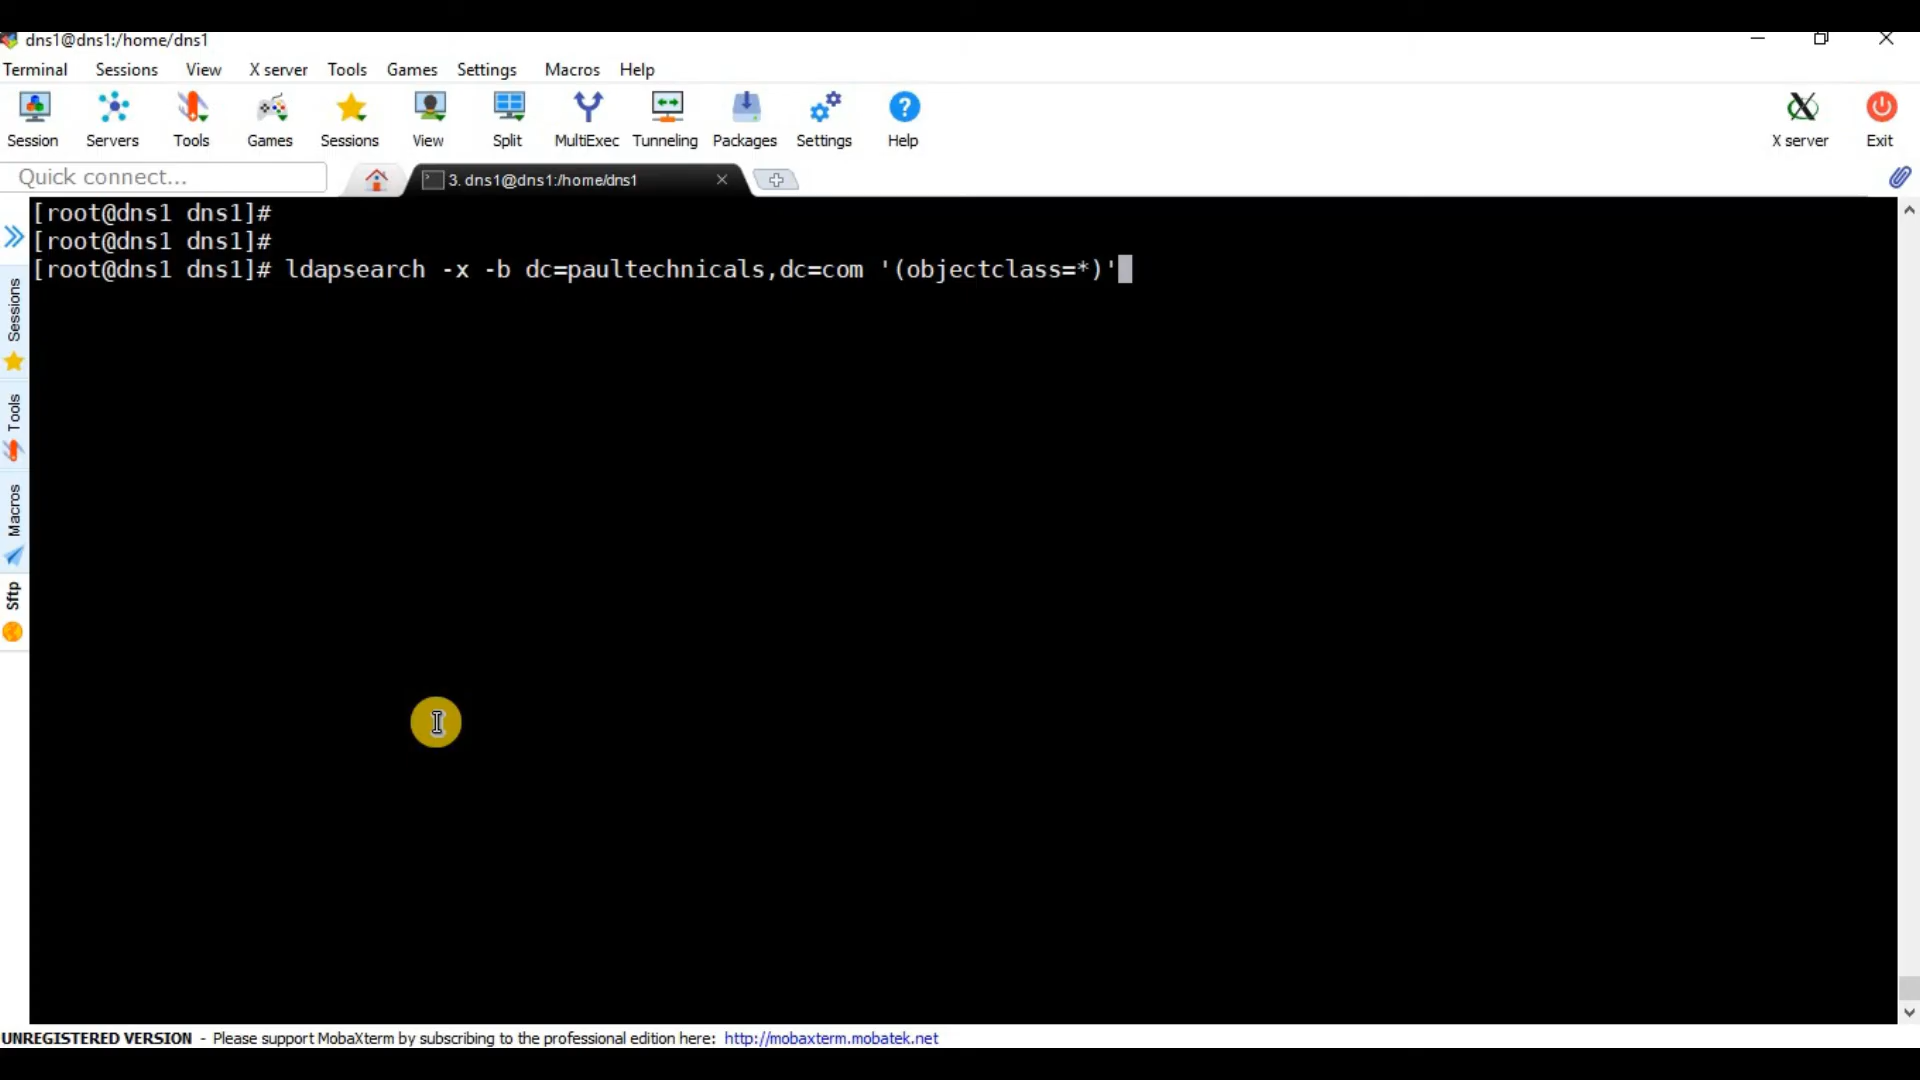 dns1@dns1:/home/dns1
Terminal Sessions View X server Tools Games Settings Macros Help
Session Servers Tools Games Sessions View Split MultiExec Tunneling Packages Settings Help X server Exit
Quick connect...
3. dns1@dns1:/home/dns1
[root@dns1 dns1]#
[root@dns1 dns1]#
[root@dns1 dns1]# ldapsearch -x -b dc=paultechnicals,dc=com '(objectclass=*)'
Sessions
Tools
Macros
Sftp
UNREGISTERED VERSION - Please support MobaXterm by subscribing to the professional edition here: http://mobaxterm.mobatek.net